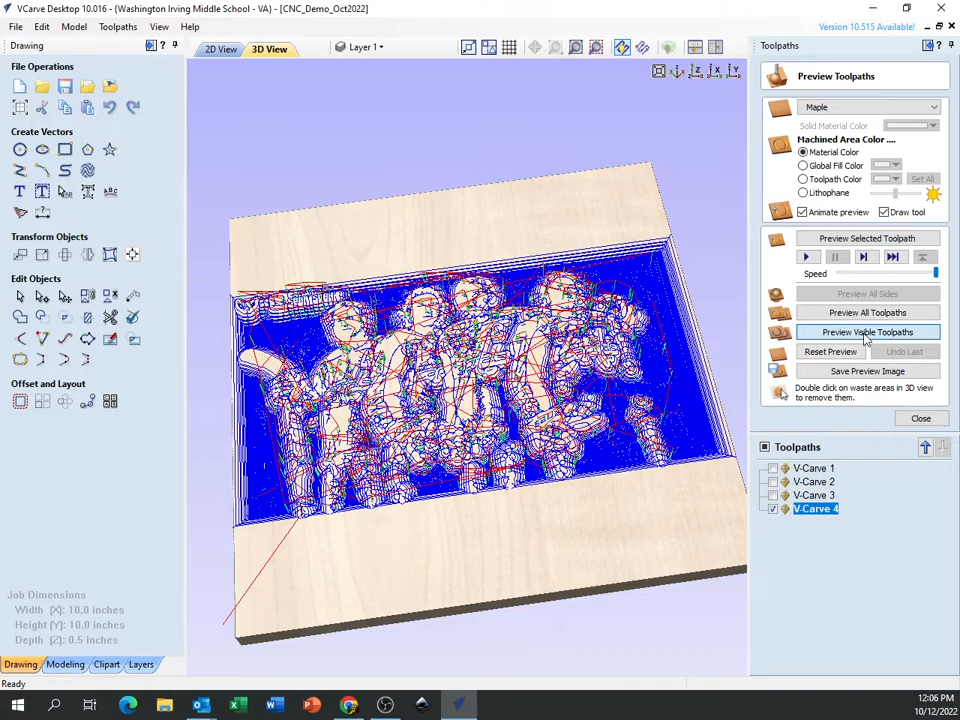 VCarve Desktop 10.016 - {Washington Irving Middle School - VA} - [CNC_Demo_Oct2022]
File Edit Model Toolpaths View Help
Version 10.515 Available!
Drawing
2D View 3D View Layer 1
Toolpaths
File Operations
Create Vectors
Transform Objects
Edit Objects
Offset and Layout
Job Dimensions
Width [X]: 10.0 inches
Height [Y]: 10.0 inches
Depth [Z]: 0.5 inches
Drawing Modeling Clipart Layers
Ready
Preview Toolpaths
Maple
Solid Material Color
Machined Area Color ....
Material Color
Global Fill Color
Toolpath Color Set All
Lithophane
Animate preview Draw tool
Preview Selected Toolpath
Speed
Preview All Sides
Preview All Toolpaths
Preview Visible Toolpaths
Reset Preview Undo Last
Save Preview Image
Double click on waste areas in 3D view
to remove them.
Close
Toolpaths
V-Carve 1
V-Carve 2
V-Carve 3
V-Carve 4
12:06 PM
10/12/2022